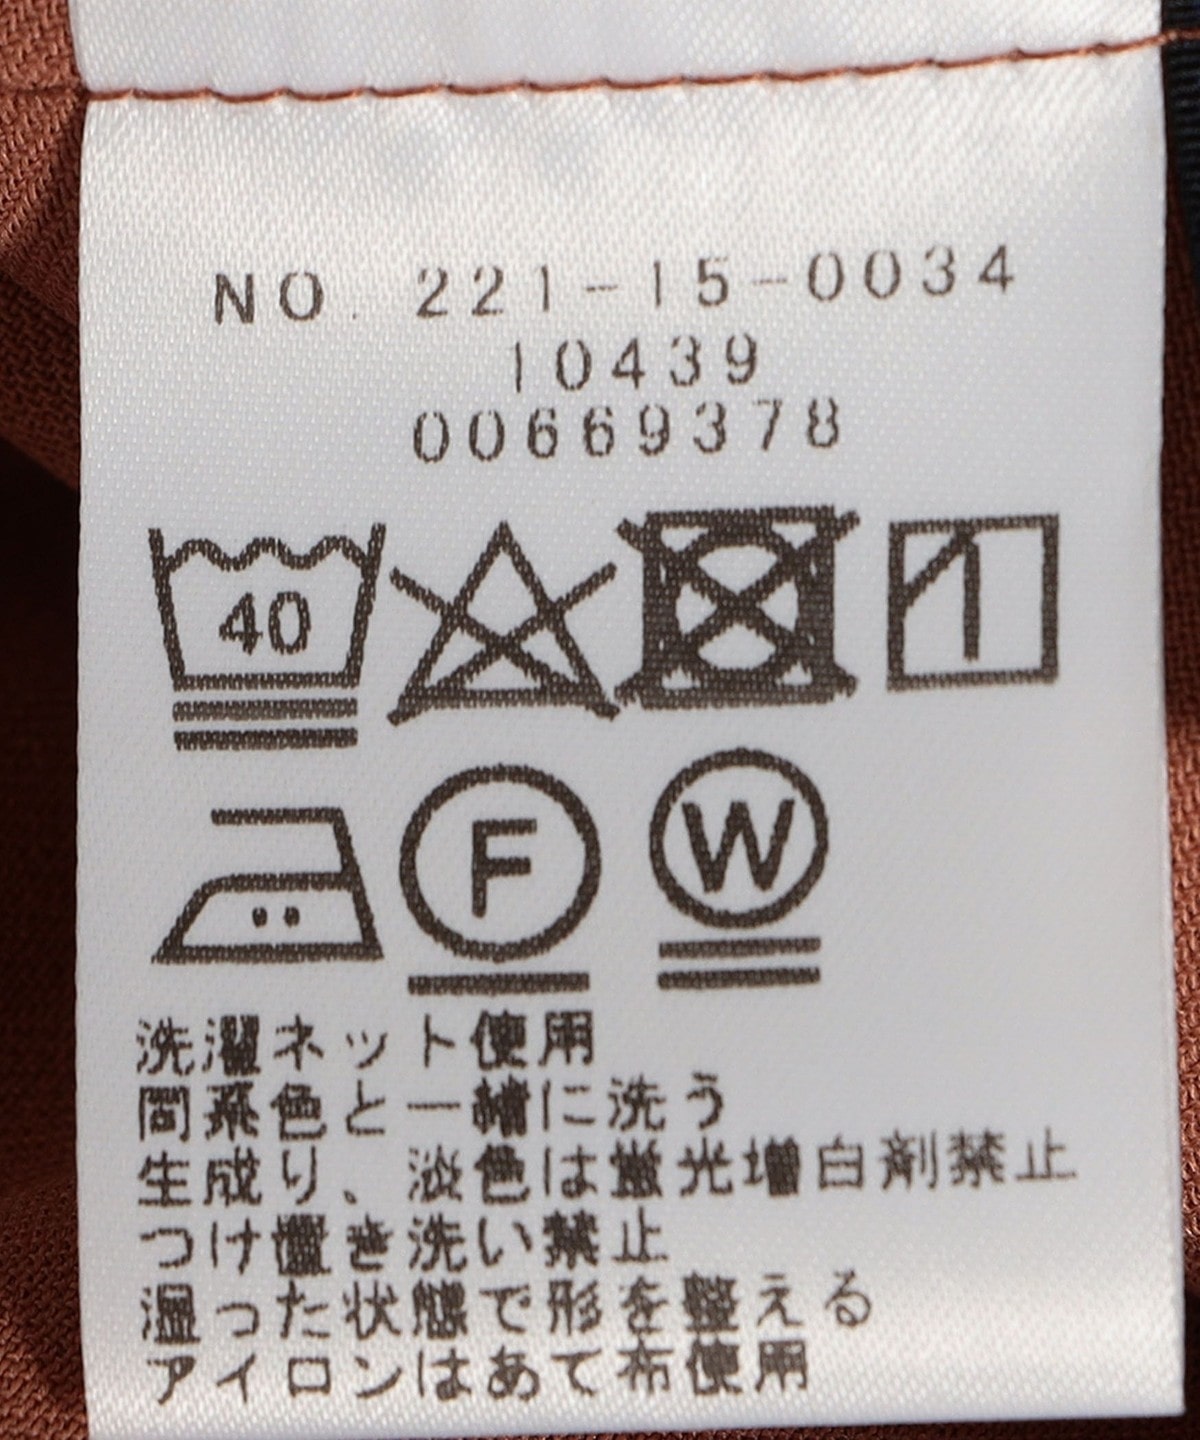 NO. 221-15-0034
10439
00669378
40
F W
洗濯ネット使用
同系色と一緒に洗う
生成り、淡色は蛍光増白剤禁止
つけ置き洗い禁止
湿った状態で形を整える
アイロンはあて布使用